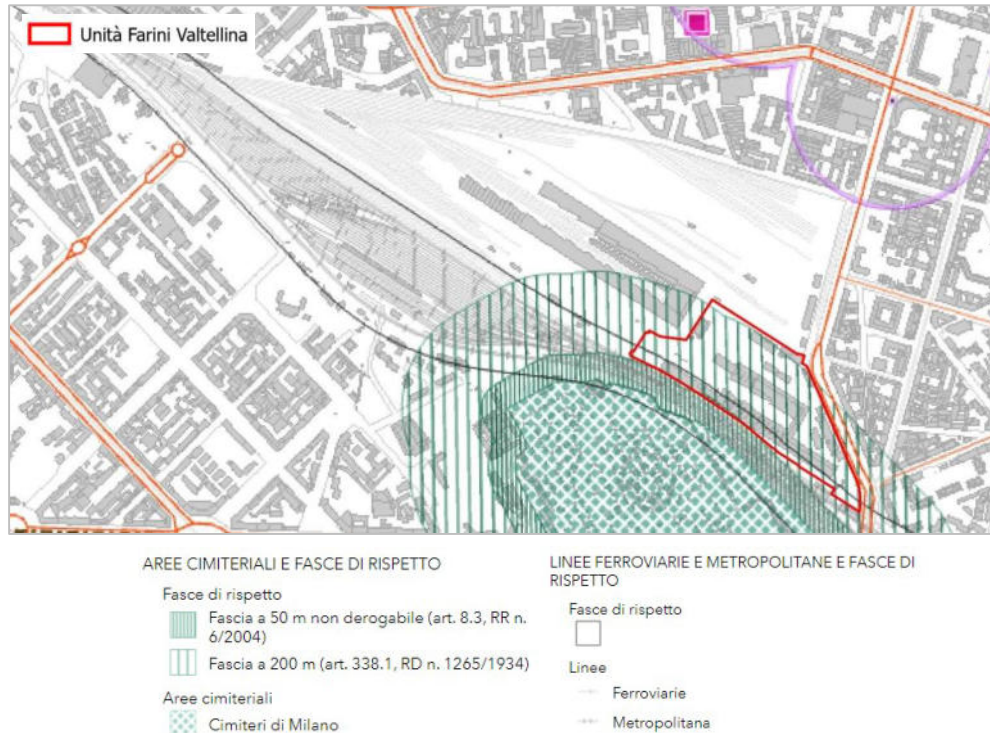 Unità Farini Valtellina
AREE CIMITERIALI E FASCE DI RISPETTO
Fasce di rispetto
Fascia a 50 m non derogabile (art. 8.3, RR n.
6/2004)
Fascia a 200 m (art. 338.1, RD n. 1265/1934)
Aree cimiteriali
Cimiteri di Milano
LINEE FERROVIARIE E METROPOLITANE E FASCE DI
RISPETTO
Fasce di rispetto
Linee
Ferroviarie
Metropolitana